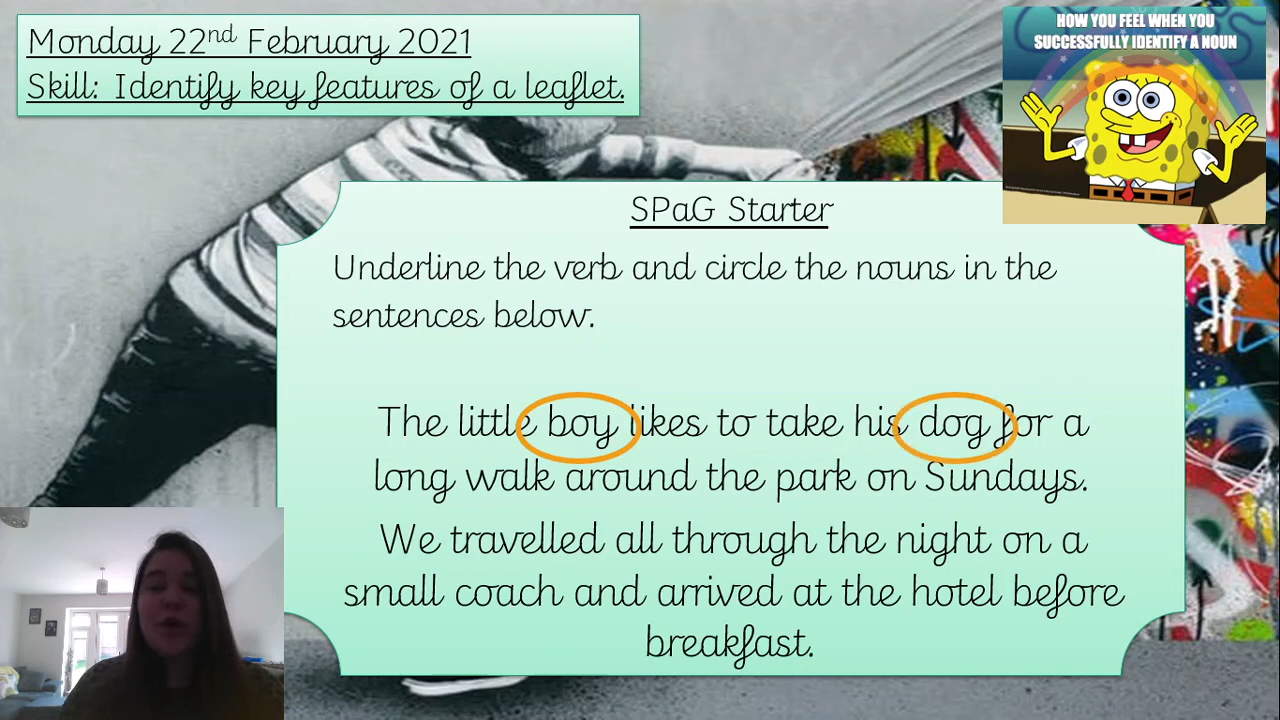 Monday 22nd February 2021
Skill: Identify key features of a leaflet.
HOW YOU FEEL WHEN YOU
SUCCESSFULLY IDENTIFY A NOUN
SPaG Starter
Underline the verb and circle the nouns in the
sentences below.
The little boy likes to take his dog for a
long walk around the park on Sundays.
We travelled all through the night on a
small coach and arrived at the hotel before
breakfast.